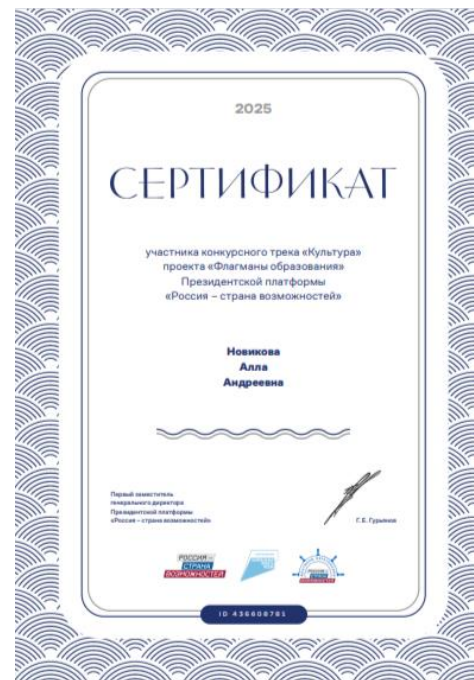 2025
СЕРТИФИКАТ
участника конкурсного трека «Культура»
проекта «Флагманы образования»
Президентской платформы
«Россия – страна возможностей»
Новикова
Алла
Андреевна
Первый заместитель
генерального директора
Президентской платформы
«Россия – страна возможностей»
Г. Е. Гурьянов
РОССИЯ –
СТРАНА
ВОЗМОЖНОСТЕЙ
ID 436608781